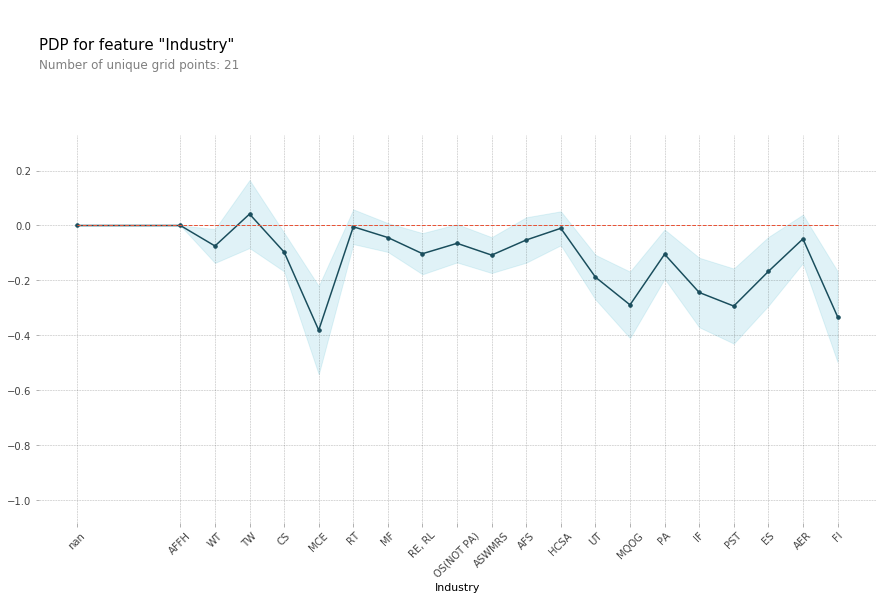 PDP for feature "Industry"
Number of unique grid points: 21
0.2
0.0
−0.2
−0.4
−0.6
−0.8
−1.0
nan
AFFH
WT
TW
CS
MCE
RT
MF
RE, RL
OS(NOT PA)
ASWMRS
AFS
HCSA
UT
MQOG
PA
IF
PST
ES
AER
FI
Industry